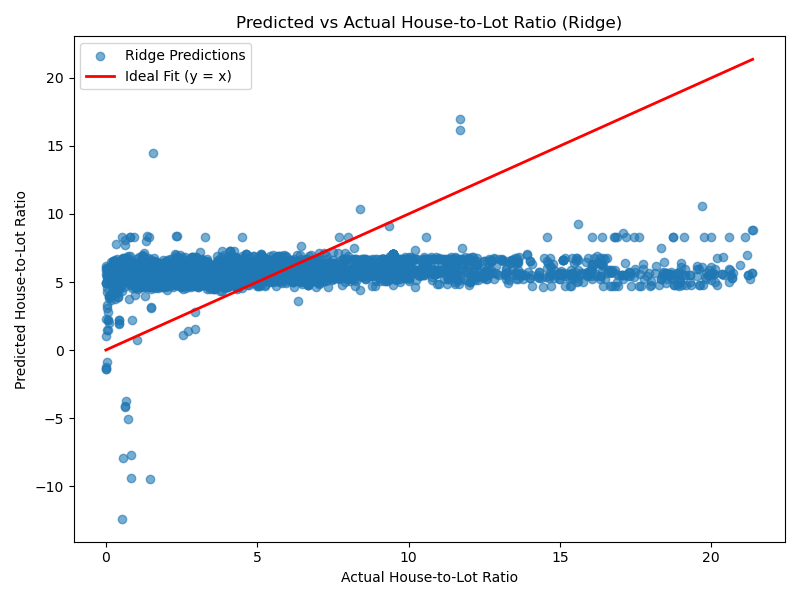 Predicted vs Actual House-to-Lot Ratio (Ridge)
Ridge Predictions
Ideal Fit (y = x)
Predicted House-to-Lot Ratio
20
15
10
5
0
−5
−10
0 5 10 15 20
Actual House-to-Lot Ratio